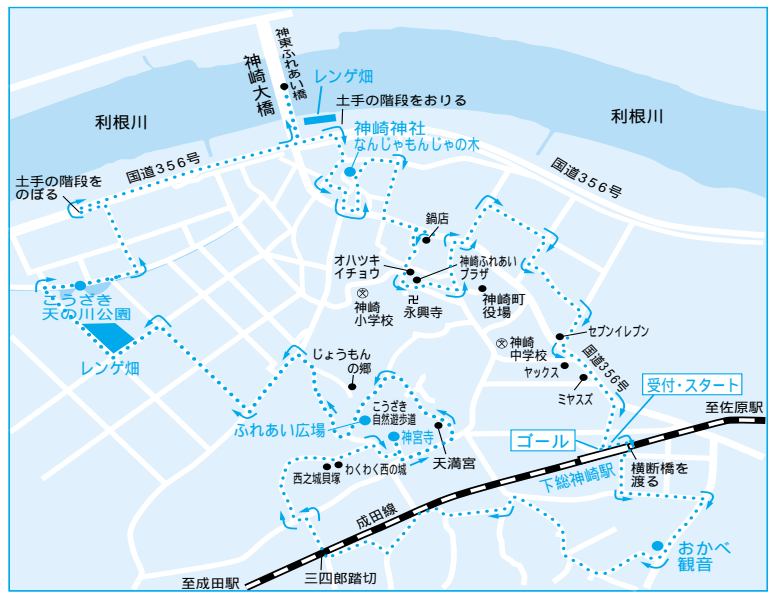 神崎大橋
神東ふれあい橋
レンゲ畑
土手の階段をおりる
利根川
利根川
神崎神社
なんじゃもんじゃの木
国道356号
国道356号
土手の階段を
のぼる
鍋店
オハツキ
イチョウ
神崎ふれあい
プラザ
文
神崎
小学校
卍
永興寺
神崎町
役場
こうざき
天の川公園
レンゲ畑
セブンイレブン
文
神崎
中学校
国道356号
ヤックス
ミヤスズ
じょうもん
の郷
こうざき
自然遊歩道
ふれあい広場
神宮寺
天満宮
受付・スタート
至佐原駅
ゴール
下総神崎駅
横断橋を
渡る
西之城貝塚
わくわく西の城
成田線
おかべ
観音
三四郎踏切
至成田駅